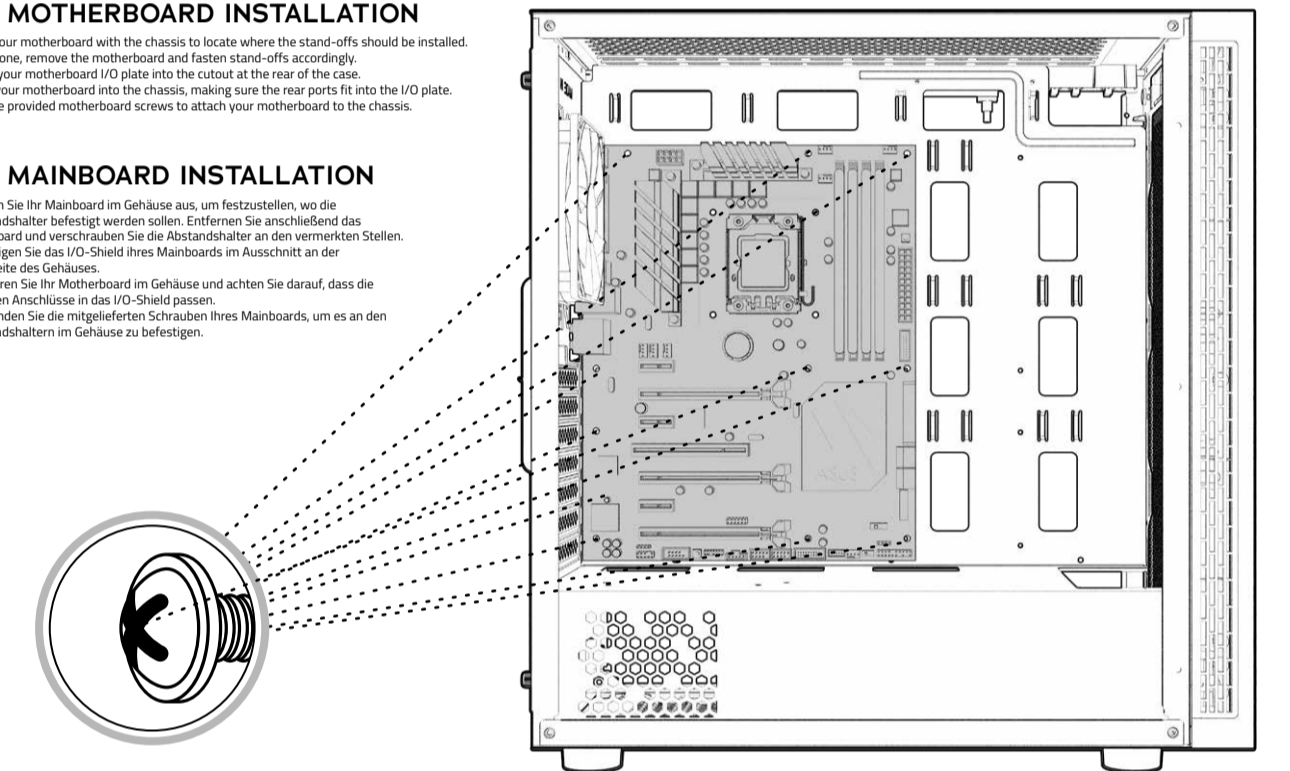 MOTHERBOARD INSTALLATION
our motherboard with the chassis to locate where the stand-offs should be installed.
one, remove the motherboard and fasten stand-offs accordingly.
your motherboard I/O plate into the cutout at the rear of the case.
your motherboard into the chassis, making sure the rear ports fit into the I/O plate.
e provided motherboard screws to attach your motherboard to the chassis.
MAINBOARD INSTALLATION
n Sie Ihr Mainboard im Gehäuse aus, um festzustellen, wo die
ndshalter befestigt werden sollen. Entfernen Sie anschließend das
oard und verschrauben Sie die Abstandshalter an den vermerkten Stellen.
igen Sie das I/O-Shield ihres Mainboards im Ausschnitt an der
eite des Gehäuses.
ren Sie Ihr Motherboard im Gehäuse und achten Sie darauf, dass die
en Anschlüsse in das I/O-Shield passen.
nden Sie die mitgelieferten Schrauben Ihres Mainboards, um es an den
ndshaltern im Gehäuse zu befestigen.